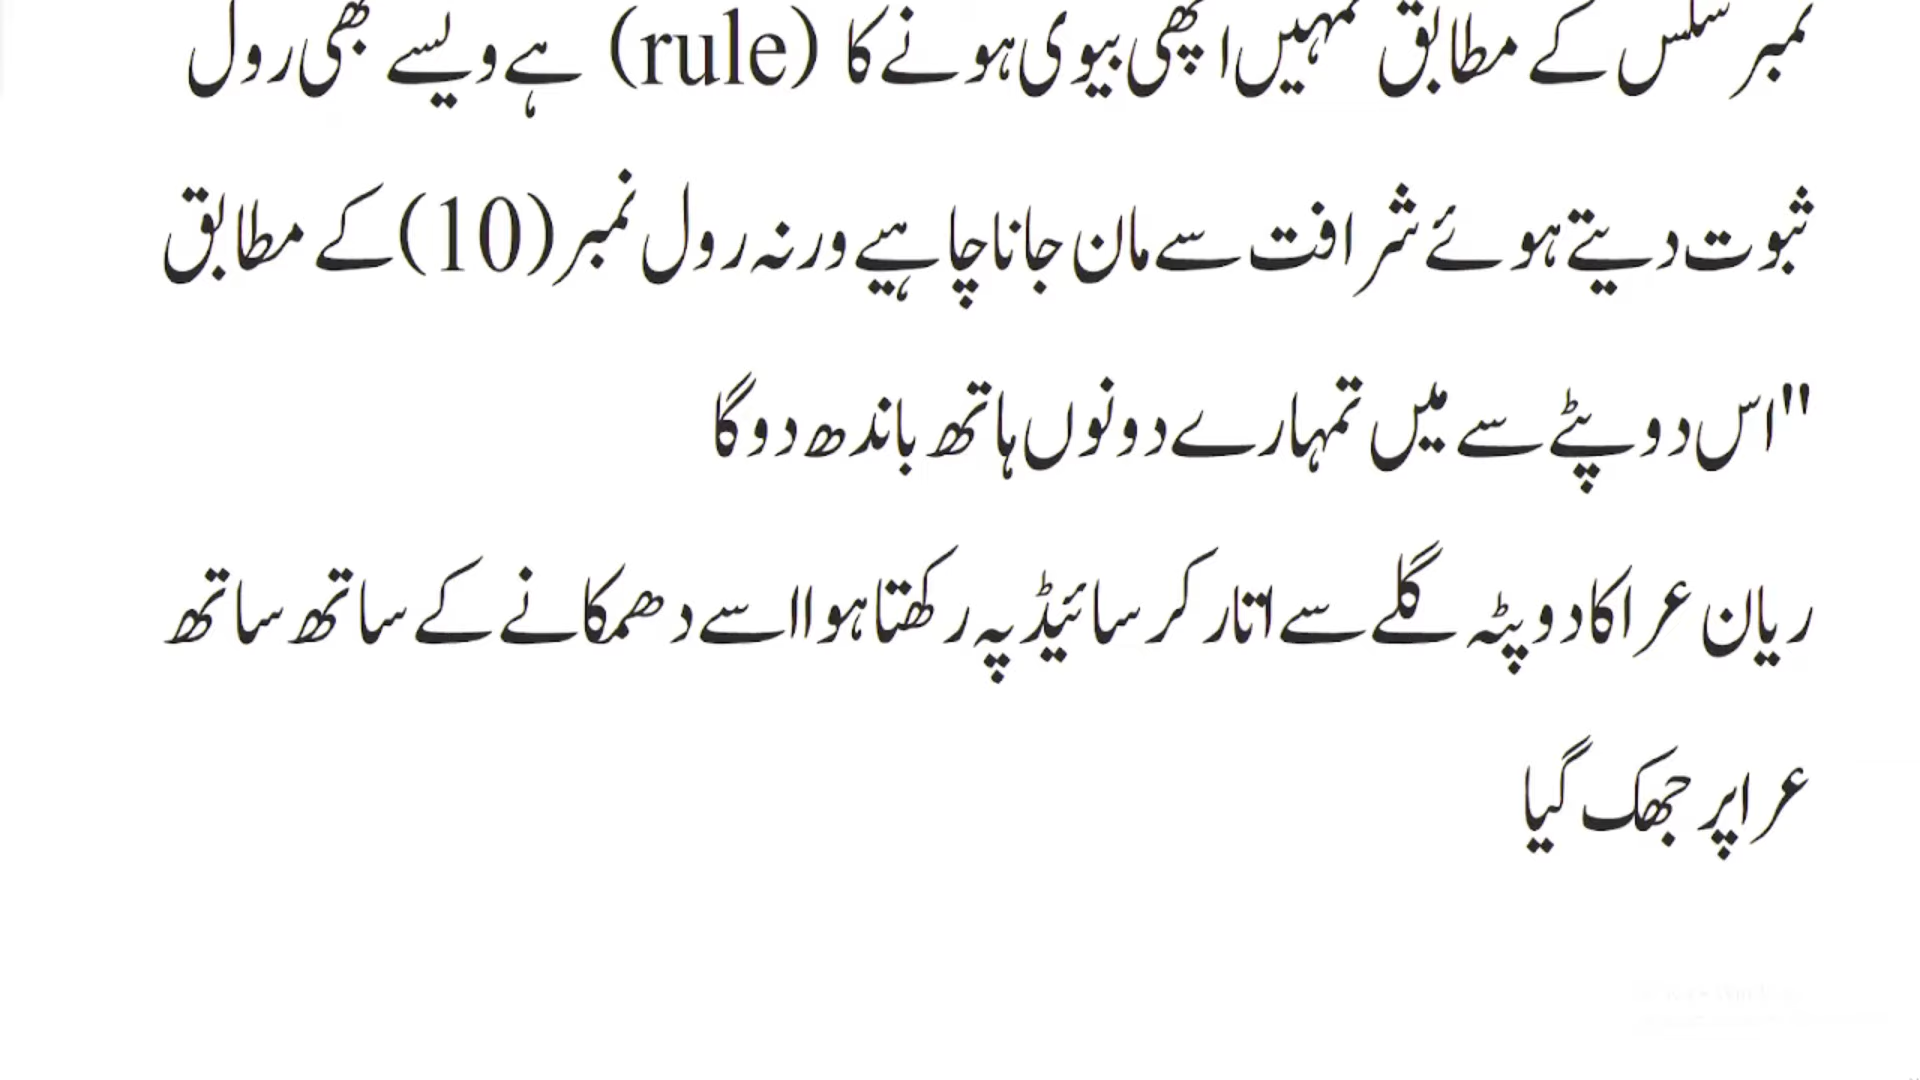 ہے ویسے بھی رول (rule) نمبر سکس کے مطابق تمہیں اچھی بیوی ہونے کا
ثبوت دیتے ہوئے شرافت سے مان جانا چاہیے ورنہ رول نمبر(10)کے مطابق
"اس دوپٹے سے میں تمہارے دونوں ہاتھ باندھ دو گا
ریان عرا کا دوپٹہ گلے سے اتار کر سائیڈ پہ رکھتا ہوا اسے دھمکانے کے ساتھ ساتھ
عرا پر جھک گیا